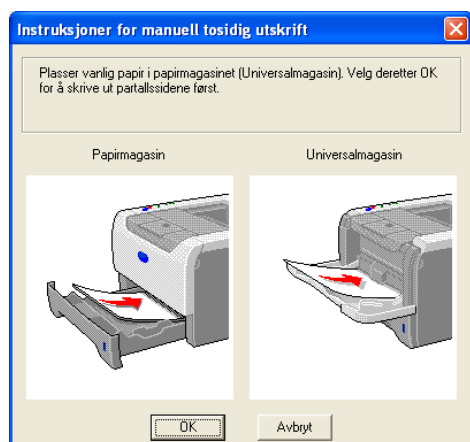 Instruksjoner for manuell tosidig utskrift
Plasser vanlig papir i papirmagasinet (Universalmagasin). Velg deretter OK
for å skrive ut partallssidene først.
Papirmagasin
Universalmagasin
OK
Avbryt